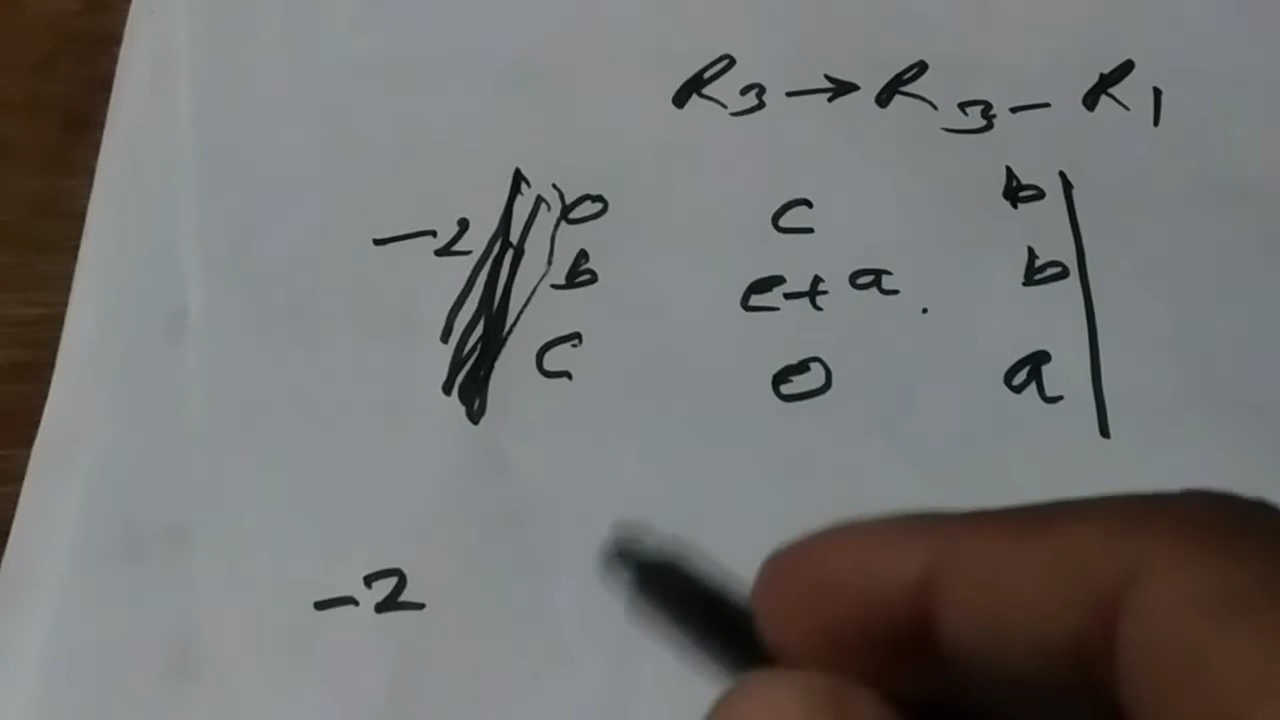 R3 → R3 - R1
-2 | 0 c b |
b c+a. b
c 0 a
-2